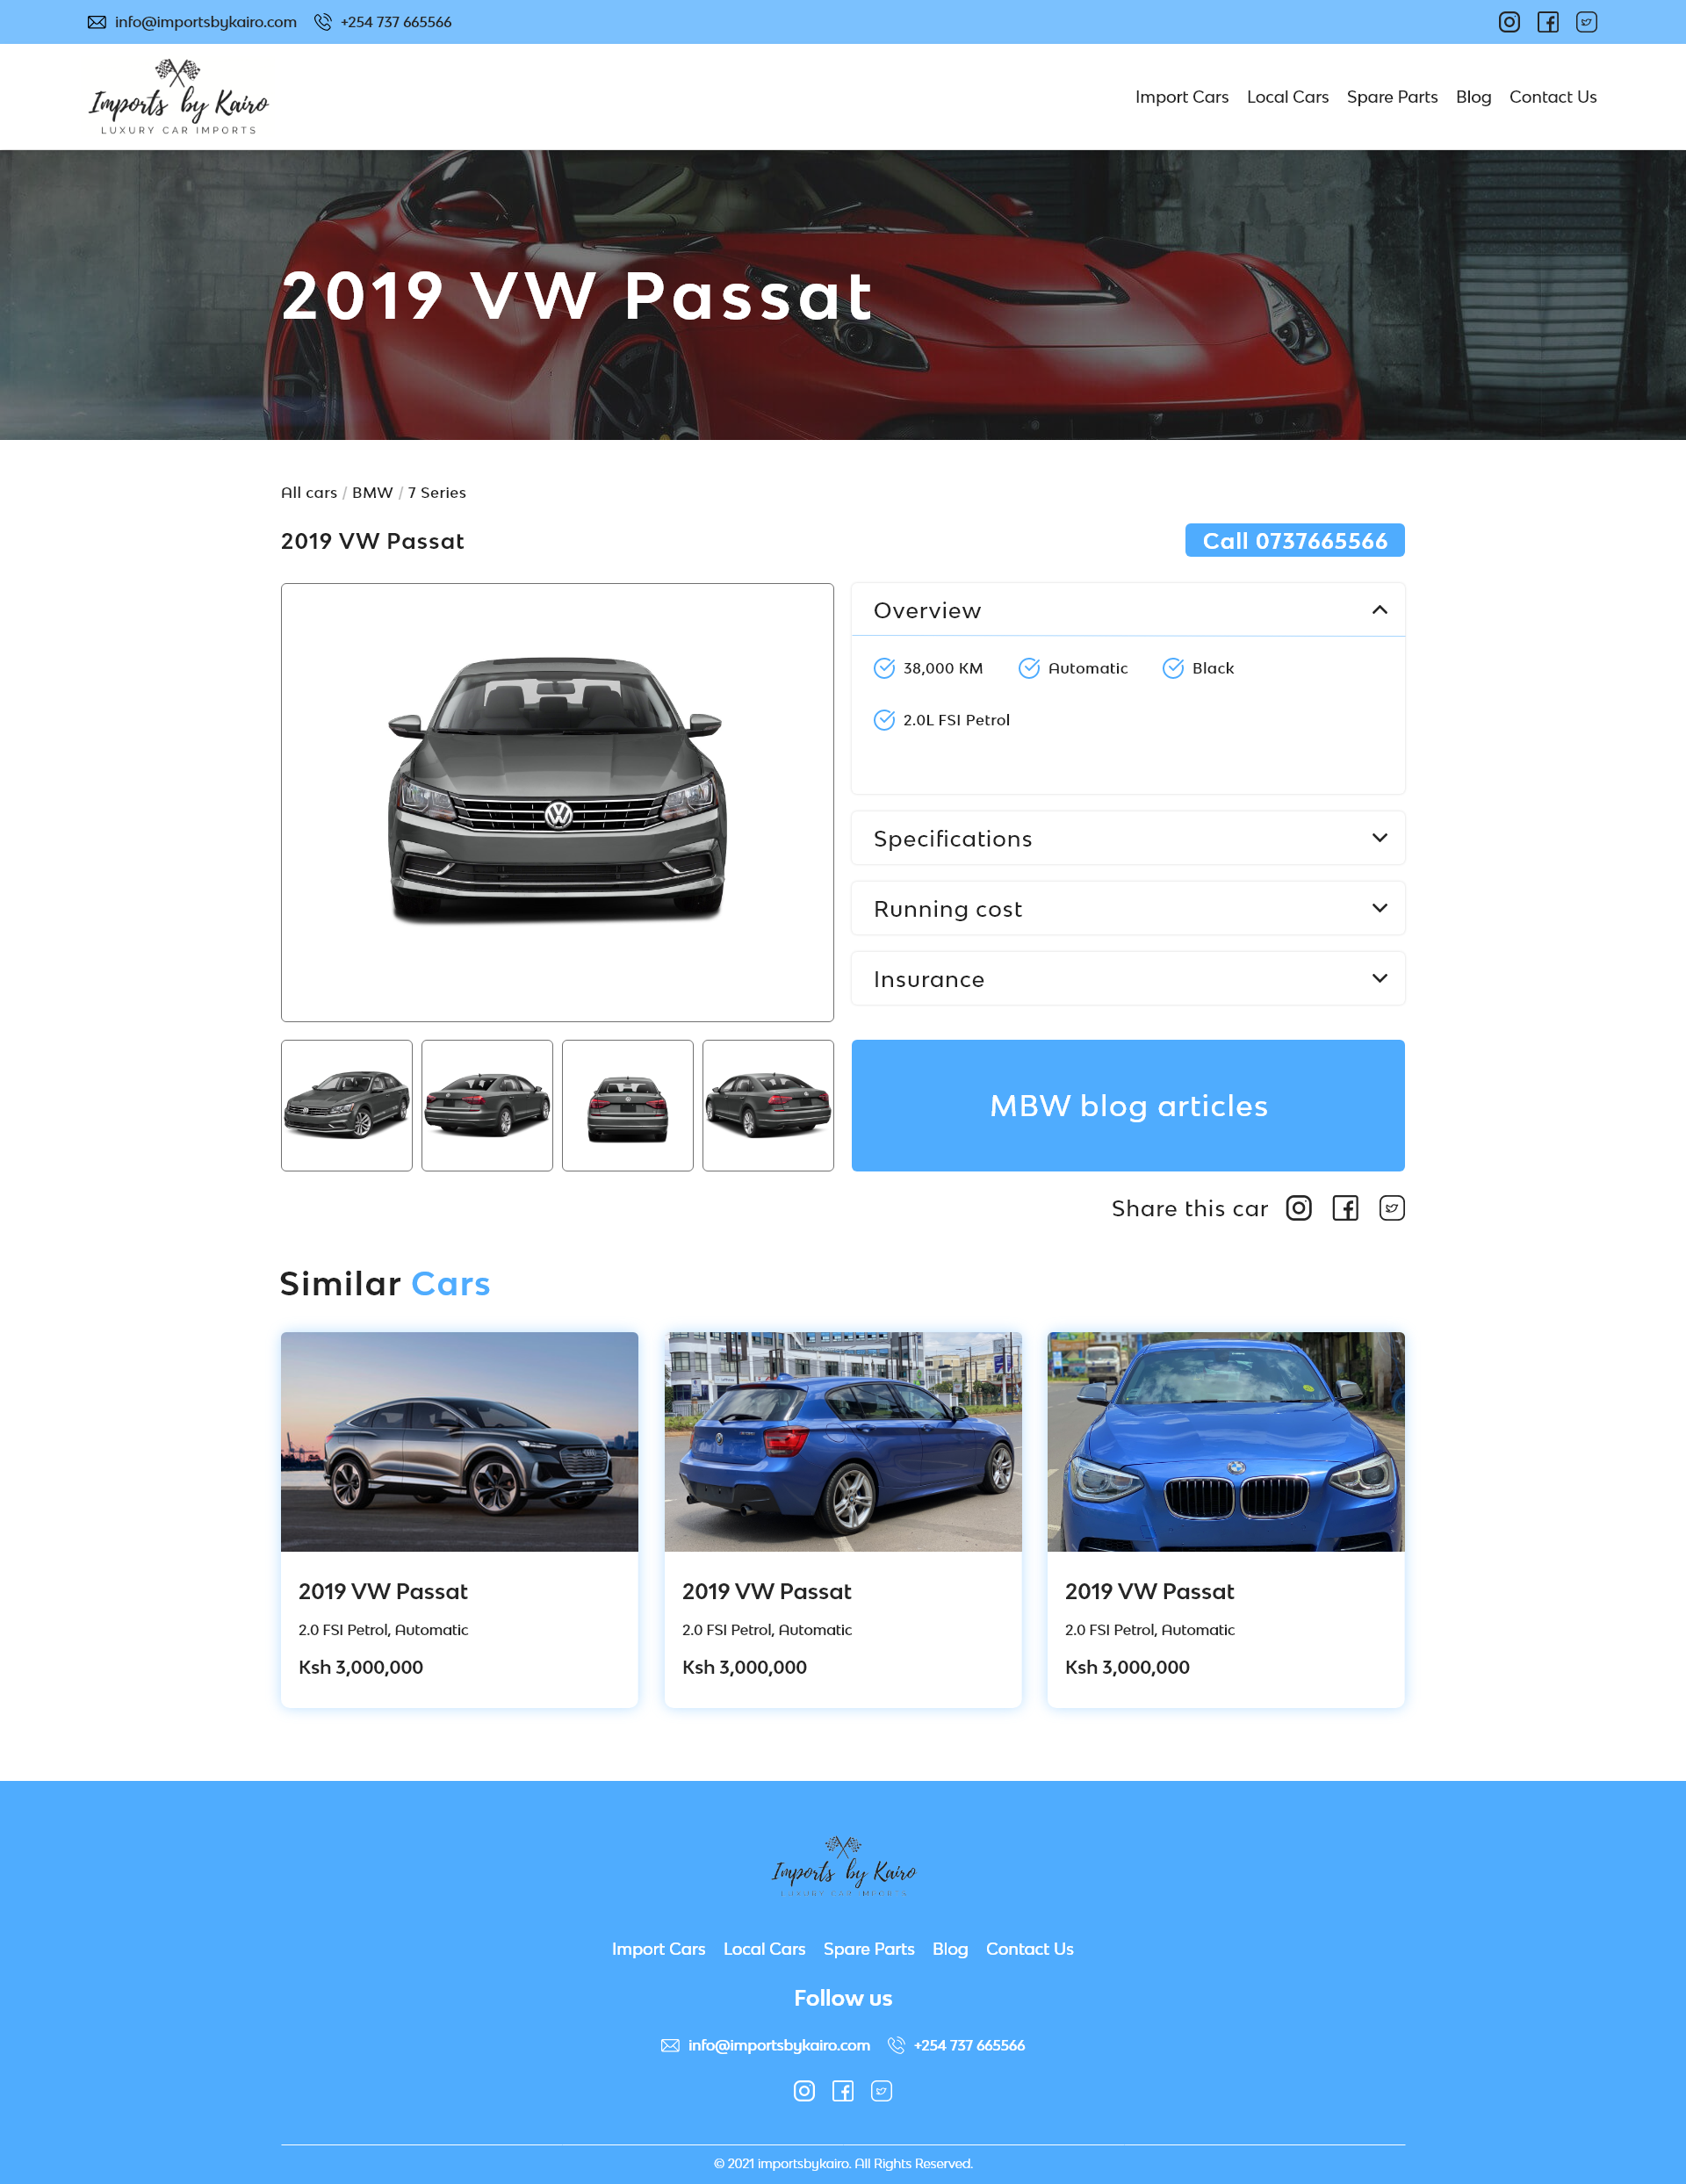 info@importsbykairo.com +254 737 665566
Imports by Kairo
LUXURY CAR IMPORTS
Import Cars Local Cars Spare Parts Blog Contact Us
2019 VW Passat
All cars / BMW / 7 Series
2019 VW Passat
Call 0737665566
Overview
38,000 KM Automatic Black
2.0L FSI Petrol
Specifications
Running cost
Insurance
MBW blog articles
Share this car
Similar Cars
2019 VW Passat
2.0 FSI Petrol, Automatic
Ksh 3,000,000
2019 VW Passat
2.0 FSI Petrol, Automatic
Ksh 3,000,000
2019 VW Passat
2.0 FSI Petrol, Automatic
Ksh 3,000,000
Imports by Kairo
LUXURY CAR IMPORTS
Import Cars Local Cars Spare Parts Blog Contact Us
Follow us
info@importsbykairo.com +254 737 665566
© 2021 importsbykairo. All Rights Reserved.